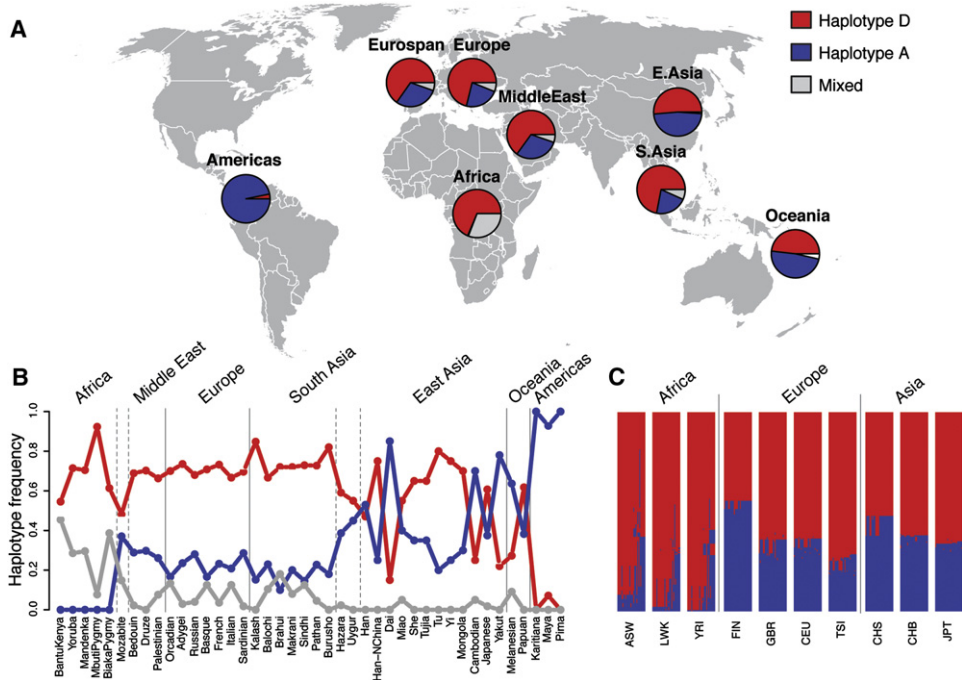 A
Haplotype D
Haplotype A
Mixed
Eurospan
Europe
E.Asia
MiddleEast
Americas
Africa
S.Asia
Oceania
B
Africa
Middle East
Europe
South Asia
East Asia
Oceania
Americas
Haplotype frequency
1.0
0.8
0.6
0.4
0.2
0.0
BantuKenya
Yoruba
Mandenka
MbutiPygmy
BiakaPygmy
Mozabite
Bedouin
Druze
Palestinian
Orcadian
Adygei
Russian
Basque
French
Italian
Sardinian
Kalash
Balochi
Brahui
Makrani
Sindhi
Pathan
Burusho
Hazara
Uygur
Han
Han-NChina
Dai
Miao
She
Tujia
Tu
Yi
Mongola
Cambodian
Japanese
Yakut
Melanesian
Papuan
Karitiana
Maya
Pima
C
Africa
Europe
Asia
ASW
LWK
YRI
FIN
GBR
CEU
TSI
CHS
CHB
JPT